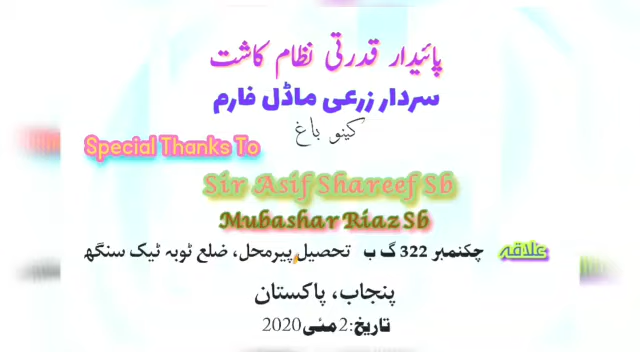 پائیدار قدرتی نظام کاشت
سردار زرعی ماڈل فارم
کینو باغ
Special Thanks To
Sir Asif Shareef Sb
Mubashar Riaz Sb
علاقہ چکنمبر 322 گ ب تحصیل پیرمحل، ضلع ٹوبہ ٹیک سنگھ
پنجاب، پاکستان
تاریخ:2 مئی 2020